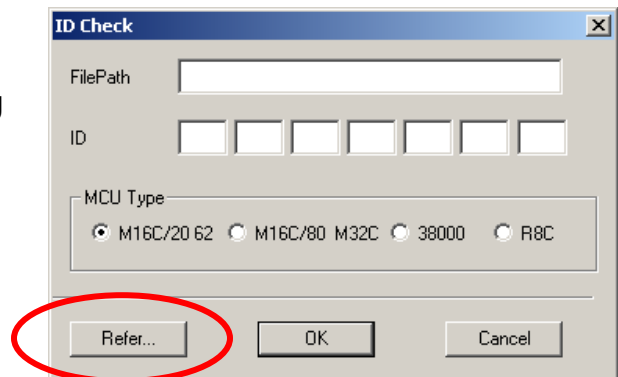 ID Check
FilePath
ID
MCU Type
M16C/20 62 M16C/80 M32C 38000 R8C
Refer... OK Cancel